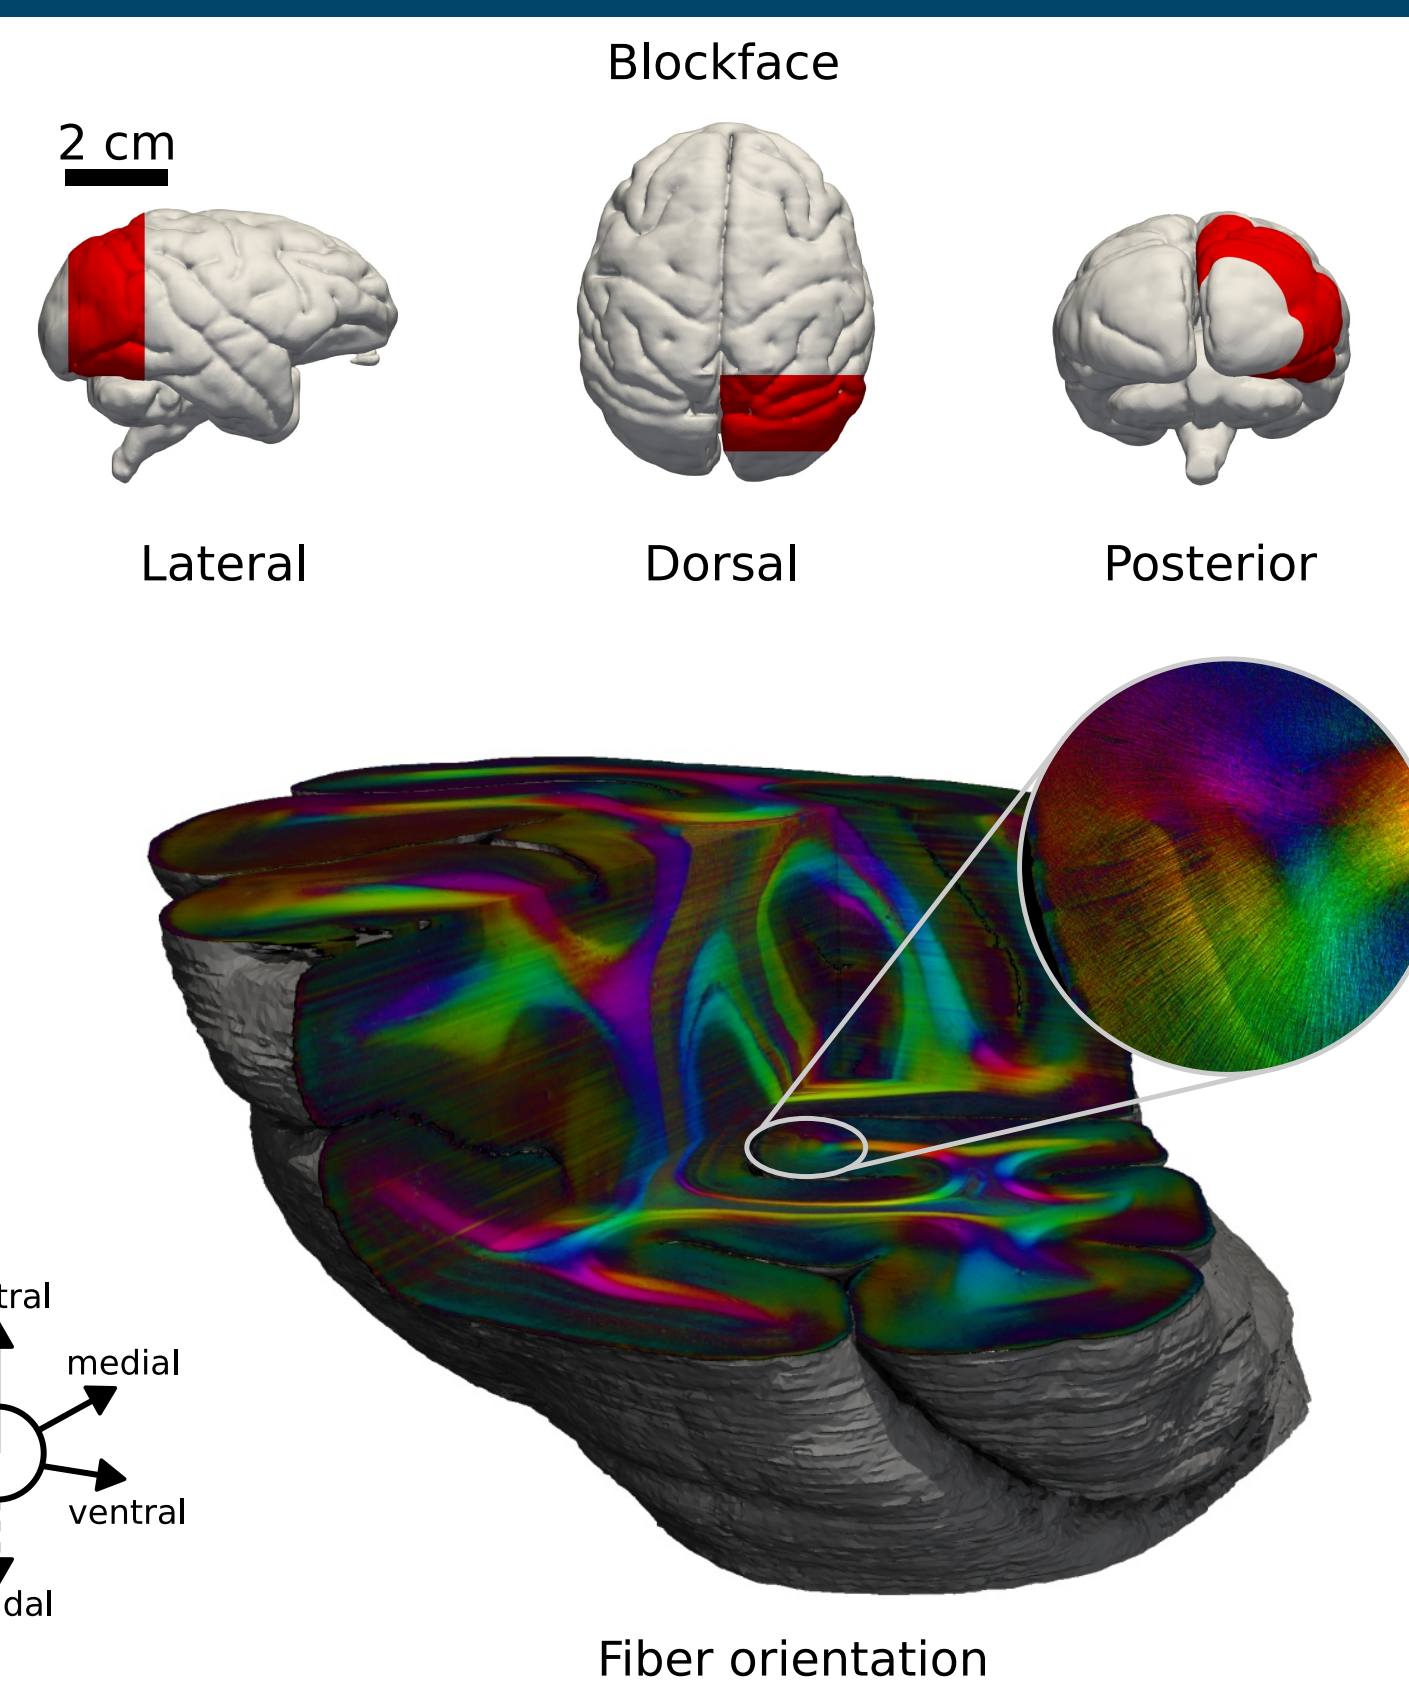 Blockface
2 cm
Lateral
Dorsal
Posterior
tral
medial
ventral
dal
Fiber orientation